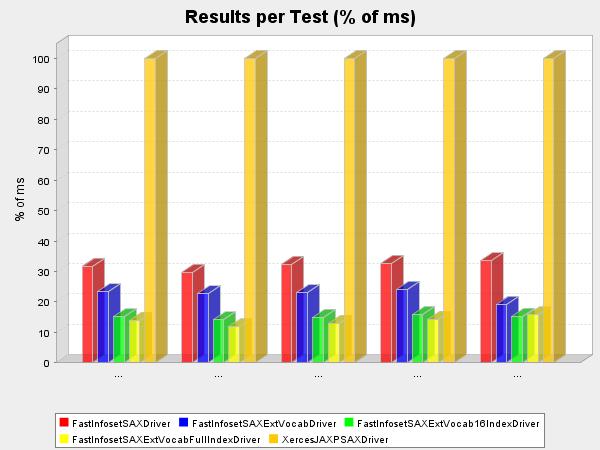 Results per Test (% of ms)
% of ms
100
90
80
70
60
50
40
30
20
10
0
... ... ... ... ...
FastInfosetSAXDriver FastInfosetSAXExtVocabDriver FastInfosetSAXExtVocab16IndexDriver
FastInfosetSAXExtVocabFullIndexDriver XercesJAXPSAXDriver